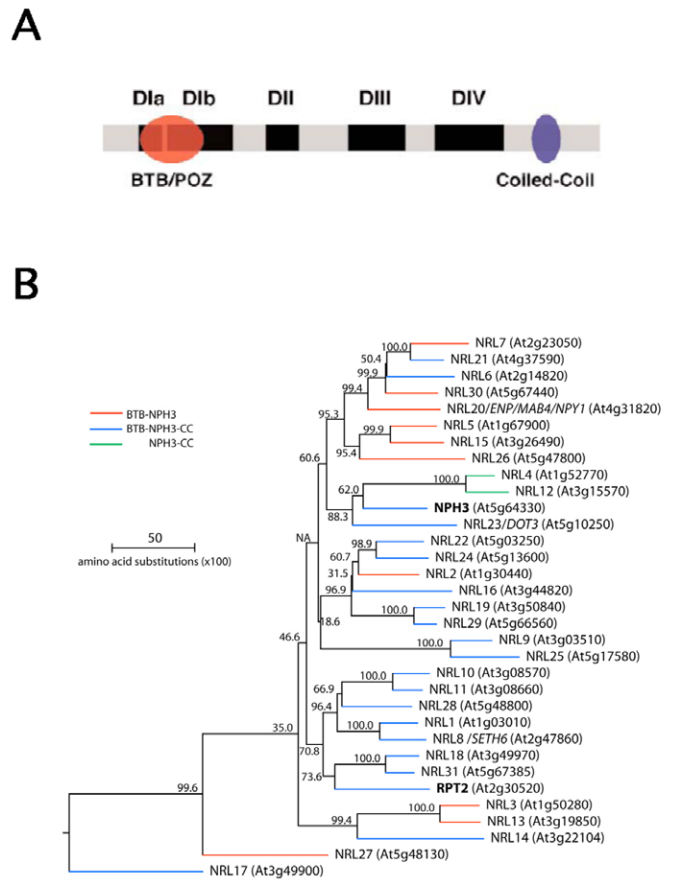 A
DIa DIb DII DIII DIV
BTB/POZ Coiled-Coil
B
NRL7 (At2g23050)
100.0
NRL21 (At4g37590)
50.4
NRL6 (At2g14820)
99.9
NRL30 (At5g67440)
99.4
NRL20/ENP/MAB4/NPY1 (At4g31820)
BTB-NPH3
95.3
NRL5 (At1g67900)
BTB-NPH3-CC
99.9
NRL15 (At3g26490)
NPH3-CC
95.4
NRL26 (At5g47800)
60.6
NRL4 (At1g52770)
100.0
NRL12 (At3g15570)
62.0
NPH3 (At5g64330)
88.3
NRL23/DOT3 (At5g10250)
50
NA
NRL22 (At5g03250)
98.9
amino acid substitutions (x100)
60.7
NRL24 (At5g13600)
31.5
NRL2 (At1g30440)
96.9
NRL16 (At3g44820)
NRL19 (At3g50840)
100.0
18.6
NRL29 (At5g66560)
46.6
NRL9 (At3g03510)
100.0
NRL25 (At5g17580)
NRL10 (At3g08570)
100.0
66.9
NRL11 (At3g08660)
96.4
NRL28 (At5g48800)
NRL1 (At1g03010)
100.0
35.0
NRL8 /SETH6 (At2g47860)
70.8
NRL18 (At3g49970)
100.0
73.6
NRL31 (At5g67385)
RPT2 (At2g30520)
99.6
NRL3 (At1g50280)
100.0
99.4
NRL13 (At3g19850)
NRL14 (At3g22104)
NRL27 (At5g48130)
NRL17 (At3g49900)